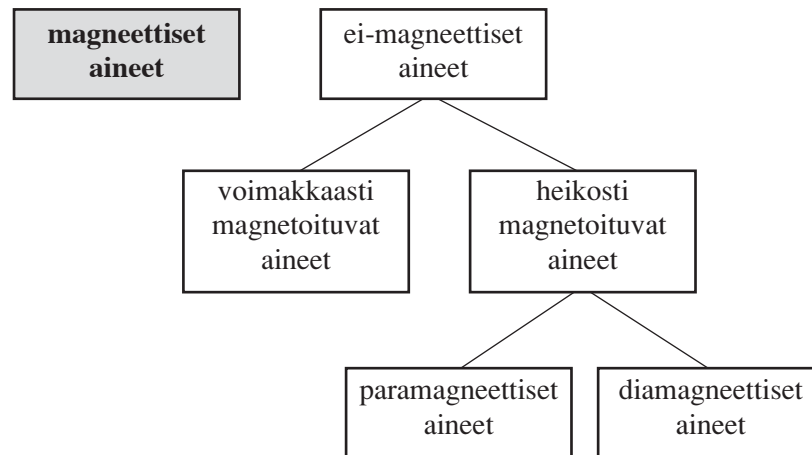 magneettiset
aineet
ei-magneettiset
aineet
voimakkaasti
magnetoituvat
aineet
heikosti
magnetoituvat
aineet
paramagneettiset
aineet
diamagneettiset
aineet